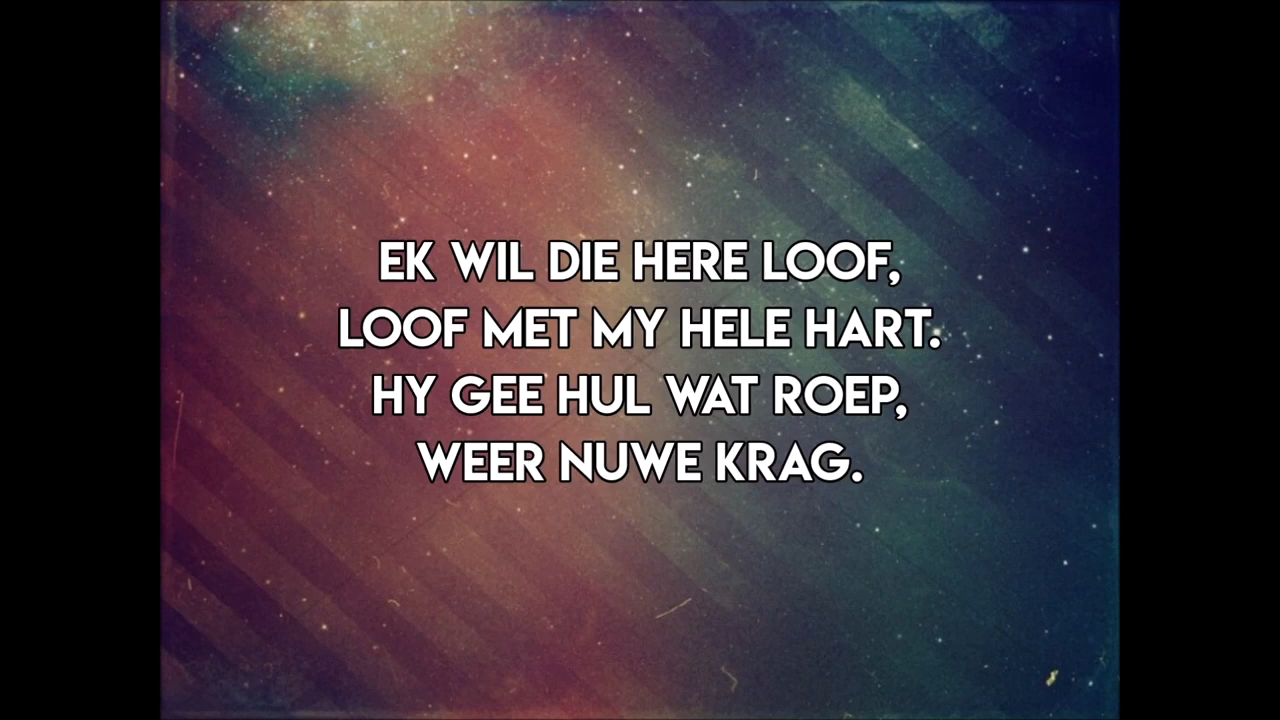 EK WIL DIE HERE LOOF,
LOOF MET MY HELE HART.
HY GEE HUL WAT ROEP,
WEER NUWE KRAG.